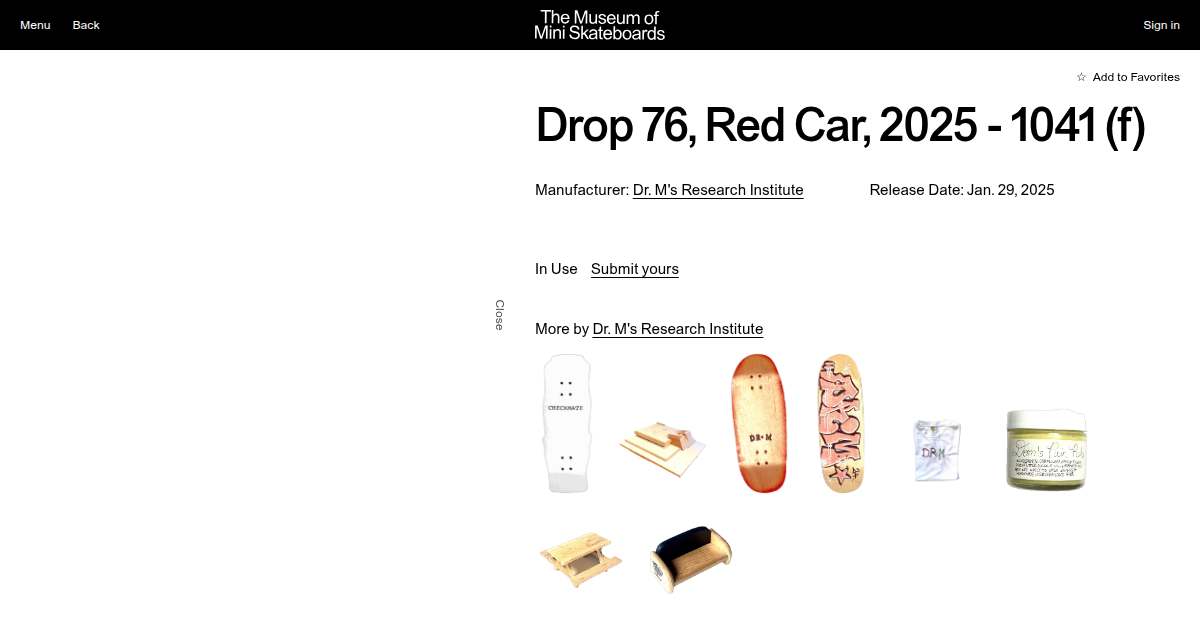 Menu
Back
The Museum of
Mini Skateboards
Sign in
☆ Add to Favorites
Drop 76, Red Car, 2025 - 1041 (f)
Manufacturer: Dr. M's Research Institute
Release Date: Jan. 29, 2025
In Use
Submit yours
Close
More by Dr. M's Research Institute
CHECKMATE
DR·M
DRM